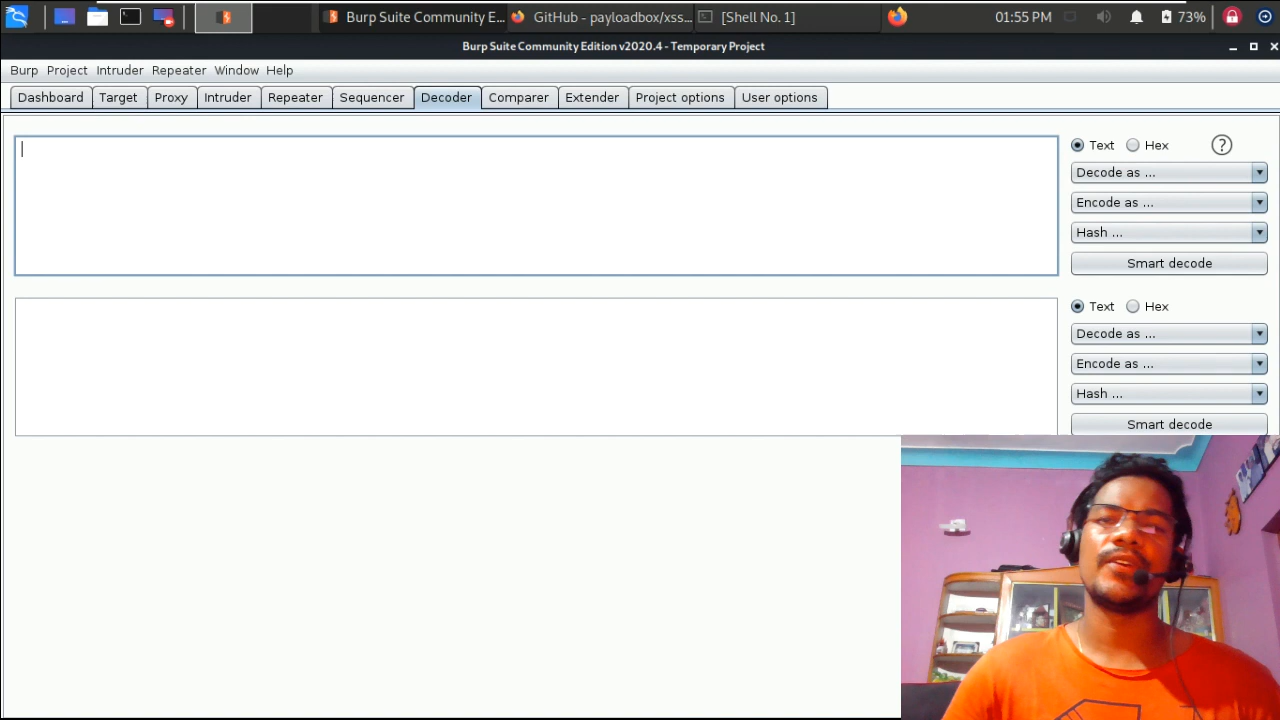 Burp Suite Community E...
GitHub - payloadbox/xss...
[Shell No. 1]
01:55 PM
73%
Burp Suite Community Edition v2020.4 - Temporary Project
Burp Project Intruder Repeater Window Help
Dashboard Target Proxy Intruder Repeater Sequencer Decoder Comparer Extender Project options User options
Text Hex ?
Decode as ...
Encode as ...
Hash ...
Smart decode
Text Hex
Decode as ...
Encode as ...
Hash ...
Smart decode